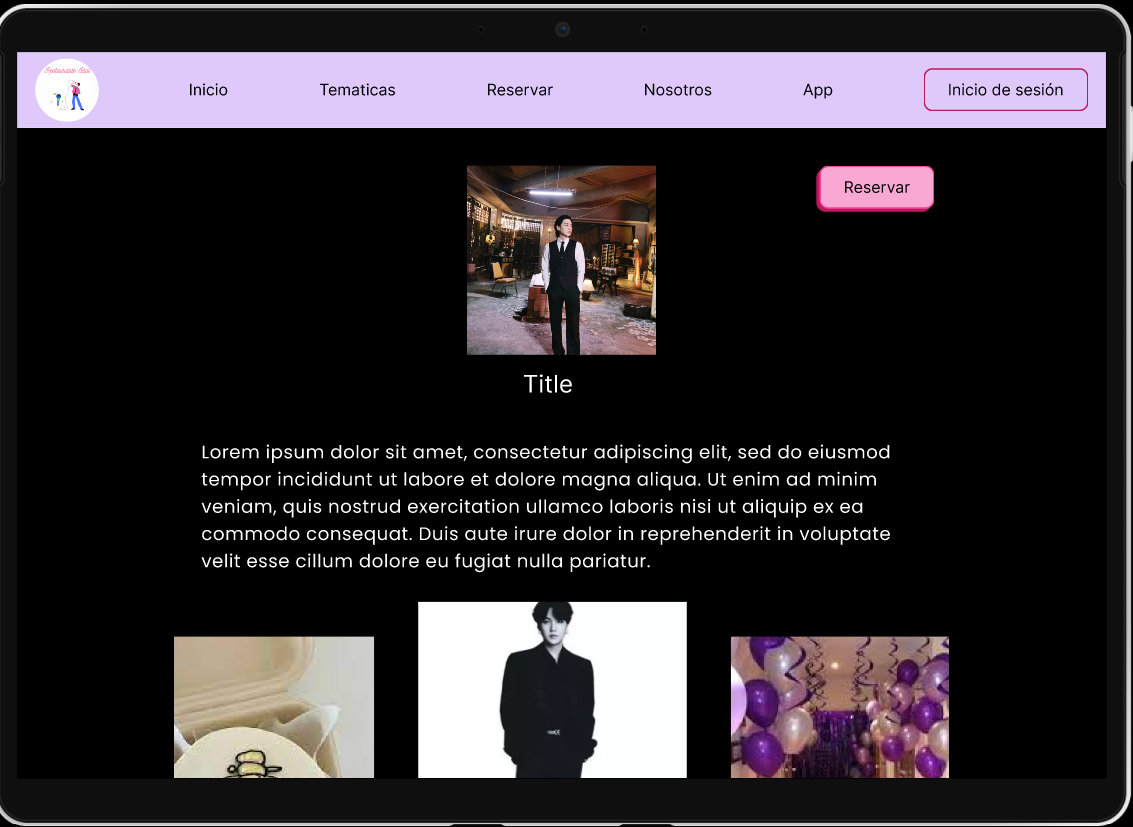 Inicio
Tematicas
Reservar
Nosotros
App
Inicio de sesión
Reservar
Title
Lorem ipsum dolor sit amet, consectetur adipiscing elit, sed do eiusmod
tempor incididunt ut labore et dolore magna aliqua. Ut enim ad minim
veniam, quis nostrud exercitation ullamco laboris nisi ut aliquip ex ea
commodo consequat. Duis aute irure dolor in reprehenderit in voluptate
velit esse cillum dolore eu fugiat nulla pariatur.